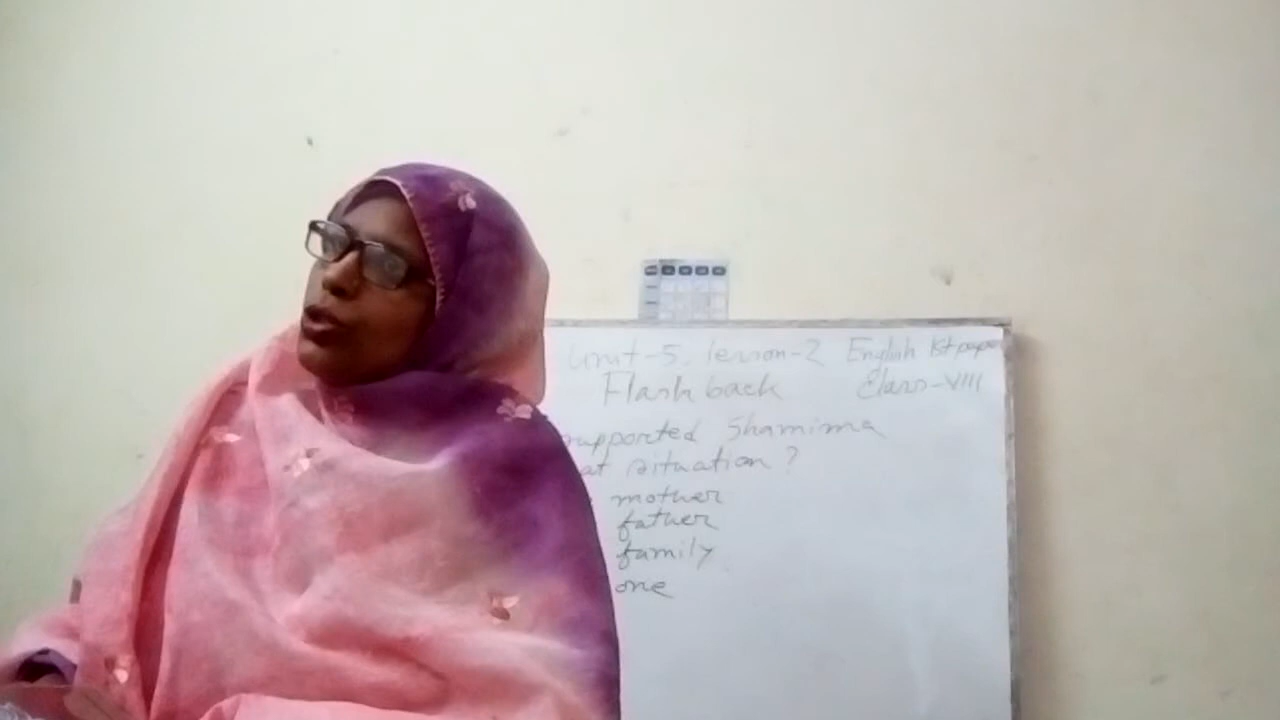 Unit-5, lesson-2 English 1st paper
Flash back Class-VIII
supported Shamima
at situation ?
mother
father
family
one